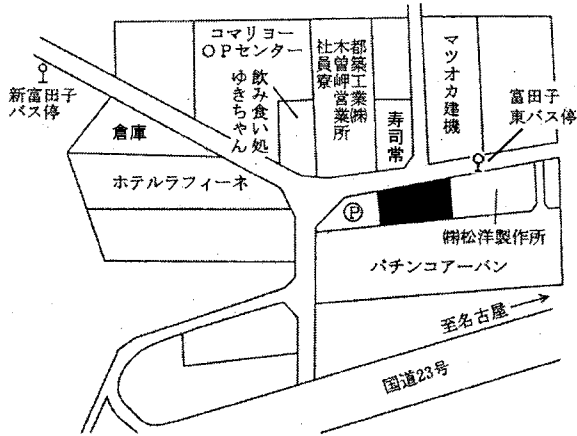 コマリヨー
OPセンター
都築工業㈱
木曽岬営業所
社員寮
マツオカ建機
飲み食い処
ゆきちゃん
新富田子
バス停
富田子
東バス停
倉庫
寿司常
ホテルラフィーネ
Ⓟ
㈱松洋製作所
パチンコアーバン
至名古屋
国道23号